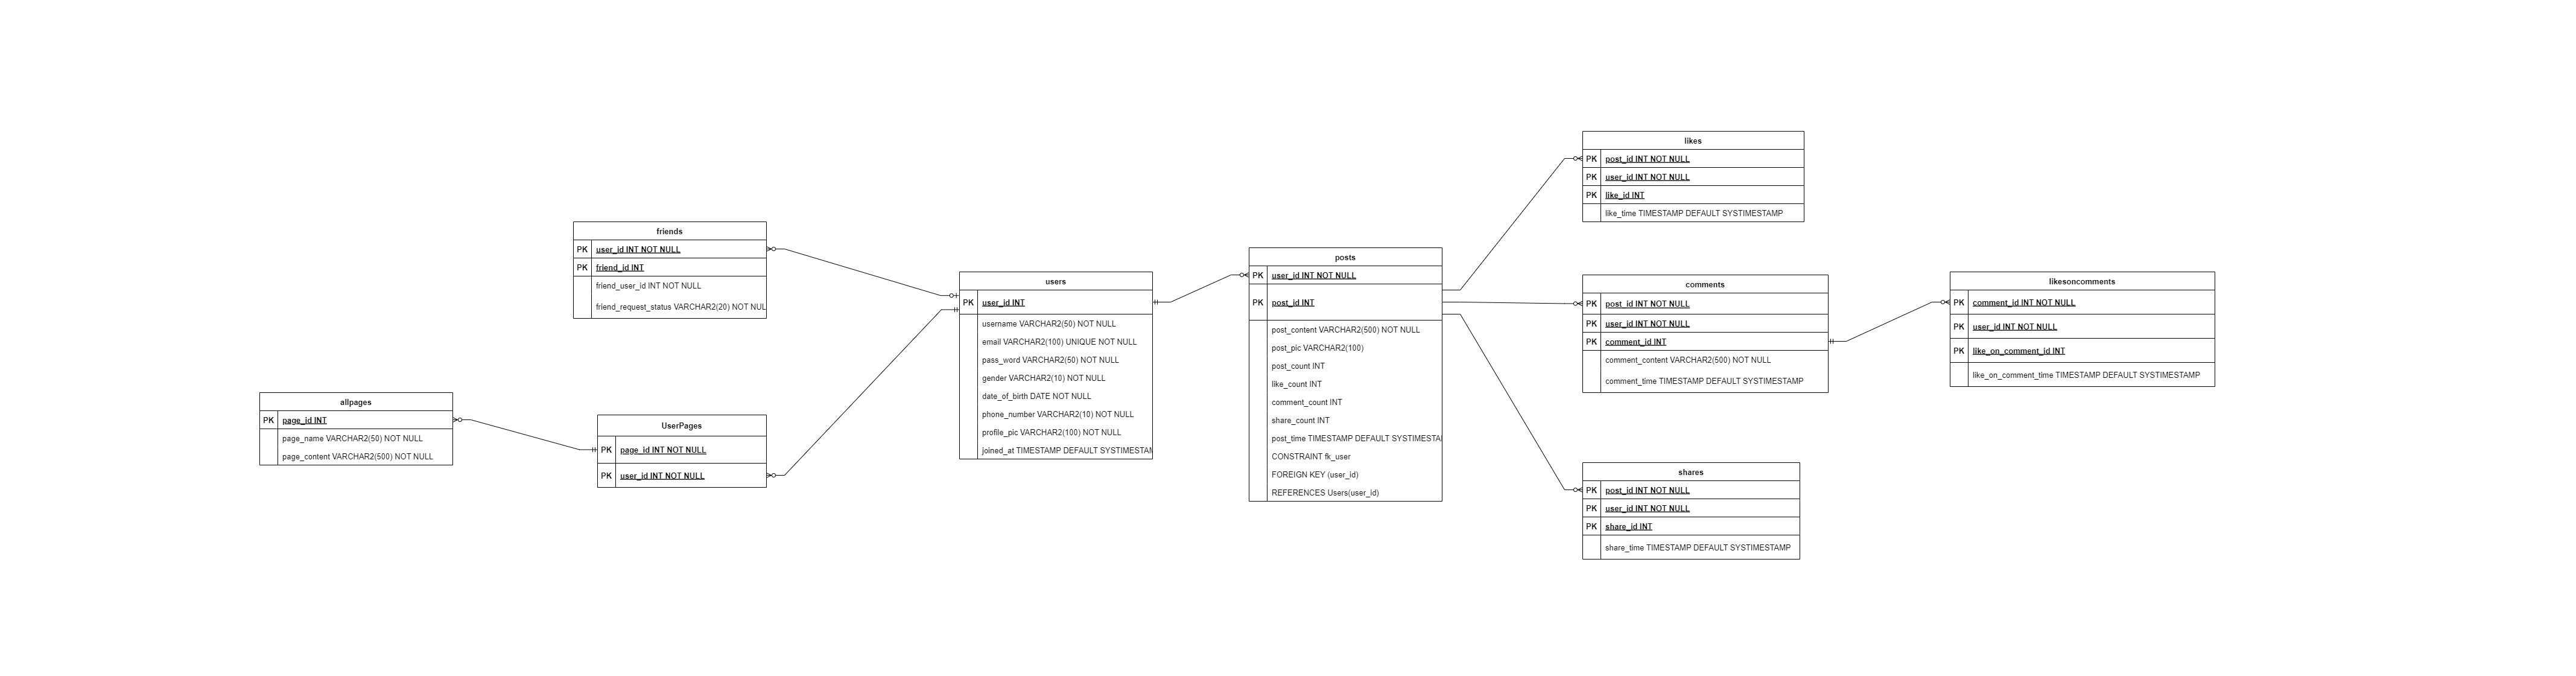 allpages
PK page_id INT
page_name VARCHAR2(50) NOT NULL
page_content VARCHAR2(500) NOT NULL
friends
PK user_id INT NOT NULL
PK friend_id INT
friend_user_id INT NOT NULL
friend_request_status VARCHAR2(20) NOT NUL
UserPages
PK page_id INT NOT NULL
PK user_id INT NOT NULL
users
PK user_id INT
username VARCHAR2(50) NOT NULL
email VARCHAR2(100) UNIQUE NOT NULL
pass_word VARCHAR2(50) NOT NULL
gender VARCHAR2(10) NOT NULL
date_of_birth DATE NOT NULL
phone_number VARCHAR2(10) NOT NULL
profile_pic VARCHAR2(100) NOT NULL
joined_at TIMESTAMP DEFAULT SYSTIMESTAM
posts
PK user_id INT NOT NULL
PK post_id INT
post_content VARCHAR2(500) NOT NULL
post_pic VARCHAR2(100)
post_count INT
like_count INT
comment_count INT
share_count INT
post_time TIMESTAMP DEFAULT SYSTIMESTA
CONSTRAINT fk_user
FOREIGN KEY (user_id)
REFERENCES Users(user_id)
likes
PK post_id INT NOT NULL
PK user_id INT NOT NULL
PK like_id INT
like_time TIMESTAMP DEFAULT SYSTIMESTAMP
comments
PK post_id INT NOT NULL
PK user_id INT NOT NULL
PK comment_id INT
comment_content VARCHAR2(500) NOT NULL
comment_time TIMESTAMP DEFAULT SYSTIMESTAMP
shares
PK post_id INT NOT NULL
PK user_id INT NOT NULL
PK share_id INT
share_time TIMESTAMP DEFAULT SYSTIMESTAMP
likesoncomments
PK comment_id INT NOT NULL
PK user_id INT NOT NULL
PK like_on_comment_id INT
like_on_comment_time TIMESTAMP DEFAULT SYSTIMESTAMP